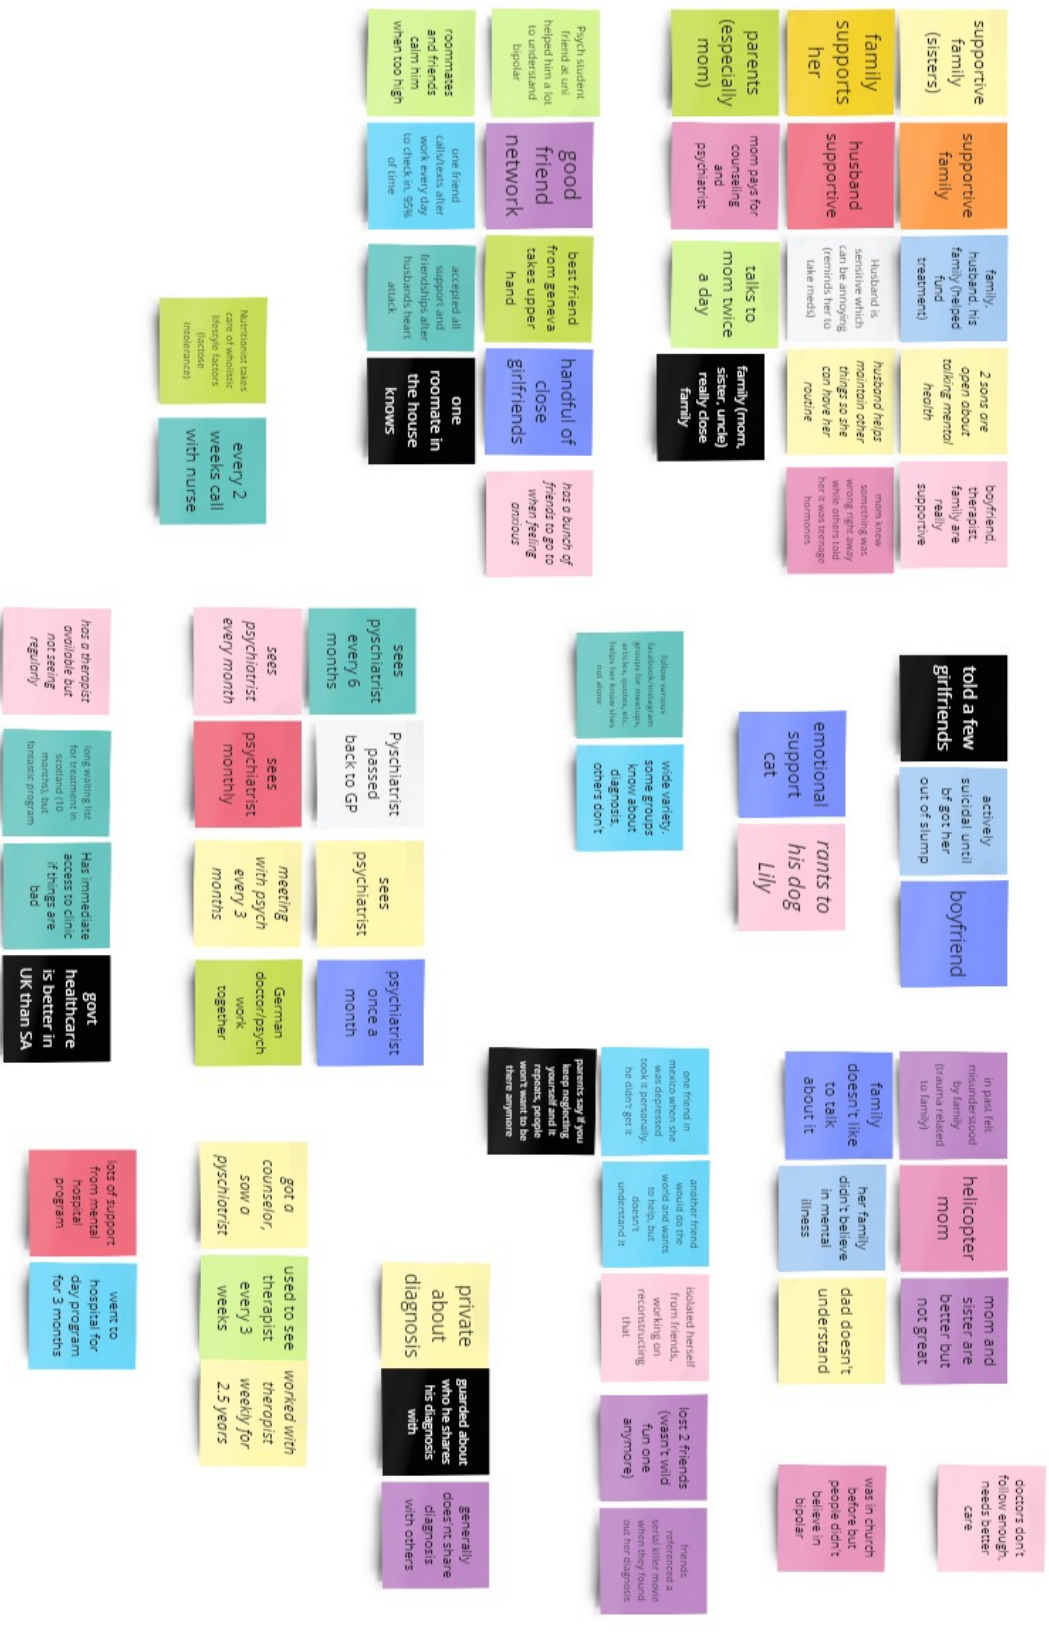 supportive
family
(sisters)
supportive
family
family,
husband, his
family (helped
fund
treatment)
2 sons are
open about
talking mental
health
boyfriend,
therapist,
family are
really
supportive
family
supports
her
husband
supportive
Husband is
sensitive which
can be annoying
(reminds her to
take meds)
husband helps
maintain other
things so she
can have her
routine
mom knew
something was
wrong right away
while others told
her it was teenage
hormones
parents
(especially
mom)
mom pays for
counseling
and
psychiatrist
talks to
mom twice
a day
family (mom,
sister, uncle)
really close
family
Psych student
friend at uni
helped him a lot
to understand
bipolar
good
friend
network
best friend
from geneva
takes upper
hand
handful of
close
girlfriends
has a bunch of
friends to go to
when feeling
anxious
roommates
and friends
calm him
when too high
one friend
calls/texts after
work every day
to check in, 95%
of time
accepted all
support and
friendships after
husbands heart
attack
one
roomate in
the house
knows
Nutritionist takes
care of wholistic
lifestyle factors
(lactose
intolerance)
every 2
weeks call
with nurse
told a few
girlfriends
actively
suicidal until
bf got her
out of slump
boyfriend
emotional
support
cat
rants to
his dog
Lily
follow various
facebook/instagram
groups for meetups,
articles, quotes, etc.
helps her know shes
not alone
Wide variety.
some groups
know about
diagnosis,
others don't
sees
pyschiatrist
every 6
months
Pyschiatrist
passed
back to GP
sees
psychiatrist
psychiatrist
once a
month
sees
psychiatrist
every month
sees
psychiatrist
monthly
meeting
with psych
every 3
months
German
doctor/psych
work
together
has a therapist
available but
not seeing
regularly
long waiting list
for treatment in
scotland (10
months), but
fantastic program
Has immediate
access to clinic
if things are
bad
govt
healthcare
is better in
UK than SA
in past felt
misunderstood
by family
(trauma related
to family)
helicopter
mom
mom and
sister are
better but
not great
doctors don't
follow enough,
needs better
care
family
doesn't like
to talk
about it
her family
didn't believe
in mental
illness
dad doesn't
understand
was in church
before but
people didn't
believe in
bipolar
one friend in
mexico when she
was depressed
took it personally,
he didn't get it
another friend
would do the
world and wants
to help, but
doesn't
understand it
isolated herself
from friends,
working on
reconstructing
that
lost 2 friends
(wasn't wild
fun one
anymore)
friends
referenced a
serial killer movie
when they found
out her diagnosis
parents say if you
keep neglecting
yourself and it
repeats, people
won't want to be
there anymore
private
about
diagnosis
guarded about
who he shares
his diagnosis
with
generally
does'nt share
diagnosis
with others
got a
counselor,
saw a
pyschiatrist
used to see
therapist
every 3
weeks
worked with
therapist
weekly for
2.5 years
lots of support
from mental
hospital
program
went to
hospital for
day program
for 3 months